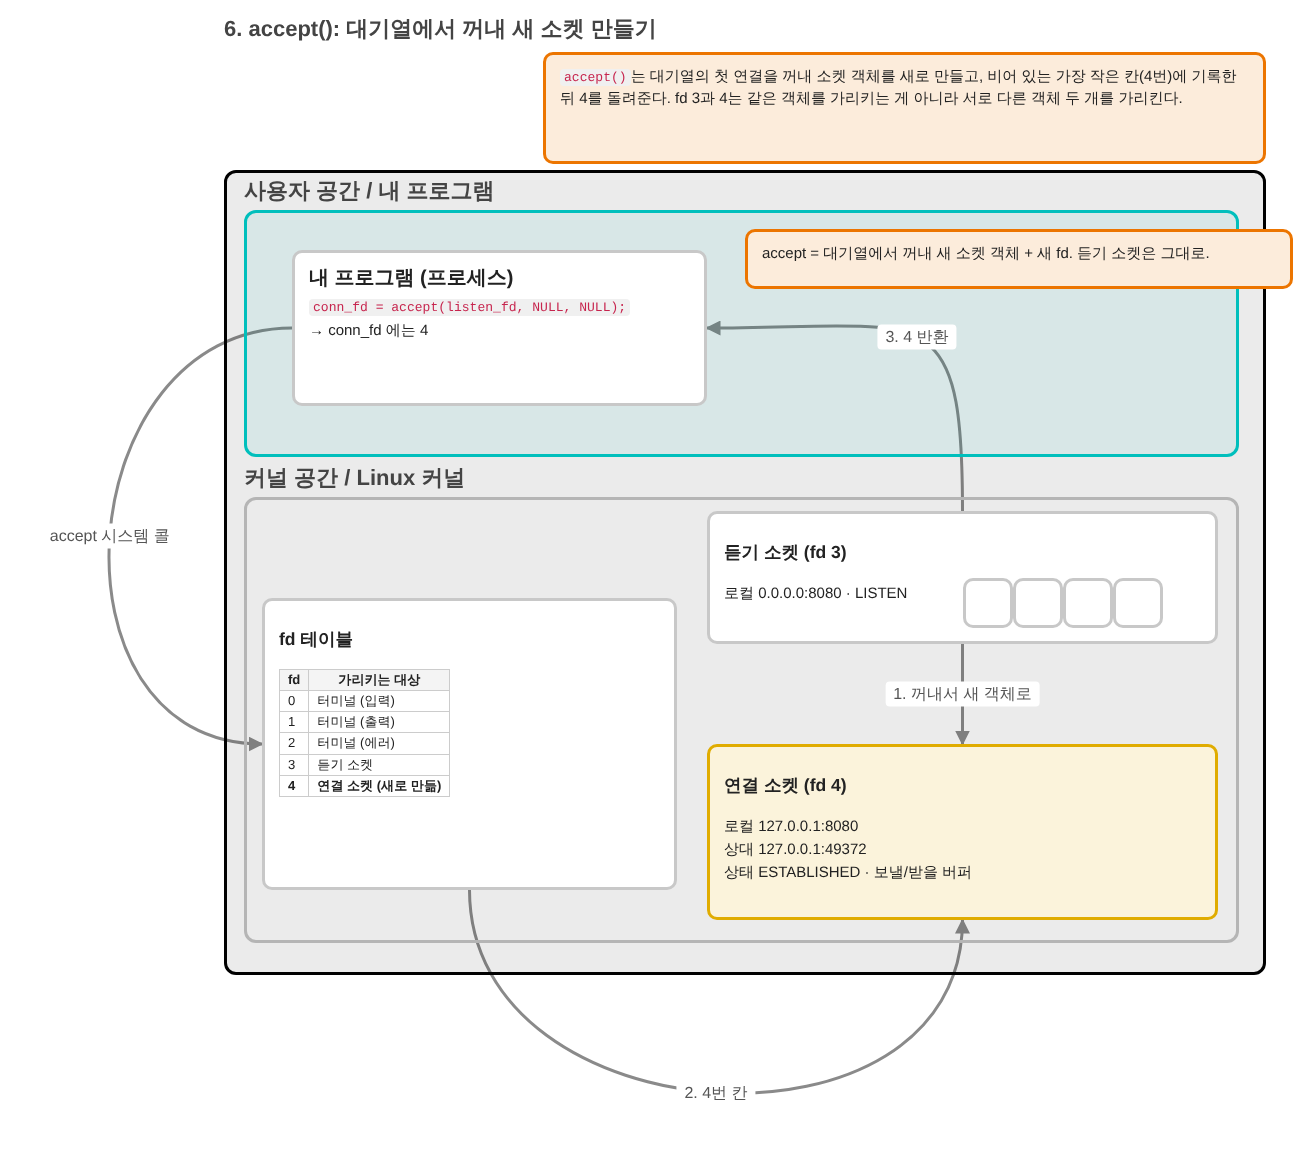 6. accept(): 대기열에서 꺼내 새 소켓 만들기
accept() 는 대기열의 첫 연결을 꺼내 소켓 객체를 새로 만들고, 비어 있는 가장 작은 칸(4번)에 기록한
뒤 4를 돌려준다. fd 3과 4는 같은 객체를 가리키는 게 아니라 서로 다른 객체 두 개를 가리킨다.
사용자 공간 / 내 프로그램
accept = 대기열에서 꺼내 새 소켓 객체 + 새 fd. 듣기 소켓은 그대로.
내 프로그램 (프로세스)
conn_fd = accept(listen_fd, NULL, NULL);
→ conn_fd 에는 4
3. 4 반환
커널 공간 / Linux 커널
accept 시스템 콜
듣기 소켓 (fd 3)
로컬 0.0.0.0:8080 · LISTEN
fd 테이블
fd 가리키는 대상
0 터미널 (입력)
1 터미널 (출력)
2 터미널 (에러)
3 듣기 소켓
4 연결 소켓 (새로 만듦)
1. 꺼내서 새 객체로
연결 소켓 (fd 4)
로컬 127.0.0.1:8080
상대 127.0.0.1:49372
상태 ESTABLISHED · 보낼/받을 버퍼
2. 4번 칸